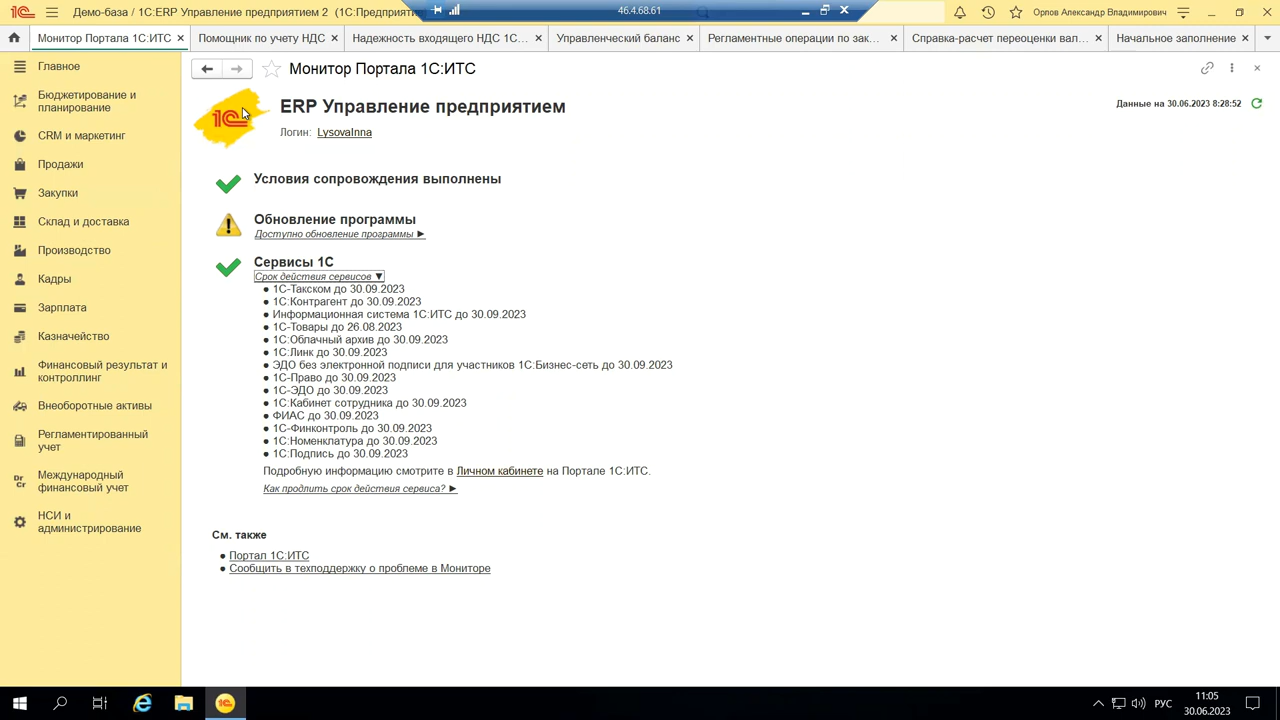 Демо-база / 1С:ERP Управление предприятием 2 (1С:Предприяти
46.4.68.61
Орлов Александр Владимирович
Монитор Портала 1С:ИТС
Помощник по учету НДС
Надежность входящего НДС 1С...
Управленческий баланс
Регламентные операции по зак...
Справка-расчет переоценки вал...
Начальное заполнение
Главное
Бюджетирование и
планирование
CRM и маркетинг
Продажи
Закупки
Склад и доставка
Производство
Кадры
Зарплата
Казначейство
Финансовый результат и
контроллинг
Внеоборотные активы
Регламентированный
учет
Международный
финансовый учет
НСИ и
администрирование
Монитор Портала 1С:ИТС
ERP Управление предприятием
Логин: LysovaInna
Данные на 30.06.2023 8:28:52
Условия сопровождения выполнены
Обновление программы
Доступно обновление программы ►
Сервисы 1С
Срок действия сервисов ▼
● 1С-Такском до 30.09.2023
● 1С:Контрагент до 30.09.2023
● Информационная система 1С:ИТС до 30.09.2023
● 1С-Товары до 26.08.2023
● 1С:Облачный архив до 30.09.2023
● 1С:Линк до 30.09.2023
● ЭДО без электронной подписи для участников 1С:Бизнес-сеть до 30.09.2023
● 1С-Право до 30.09.2023
● 1С-ЭДО до 30.09.2023
● 1С:Кабинет сотрудника до 30.09.2023
● ФИАС до 30.09.2023
● 1С-Финконтроль до 30.09.2023
● 1С:Номенклатура до 30.09.2023
● 1С:Подпись до 30.09.2023
Подробную информацию смотрите в Личном кабинете на Портале 1С:ИТС.
Как продлить срок действия сервиса? ►
См. также
● Портал 1С:ИТС
● Сообщить в техподдержку о проблеме в Мониторе
РУС
11:05
30.06.2023